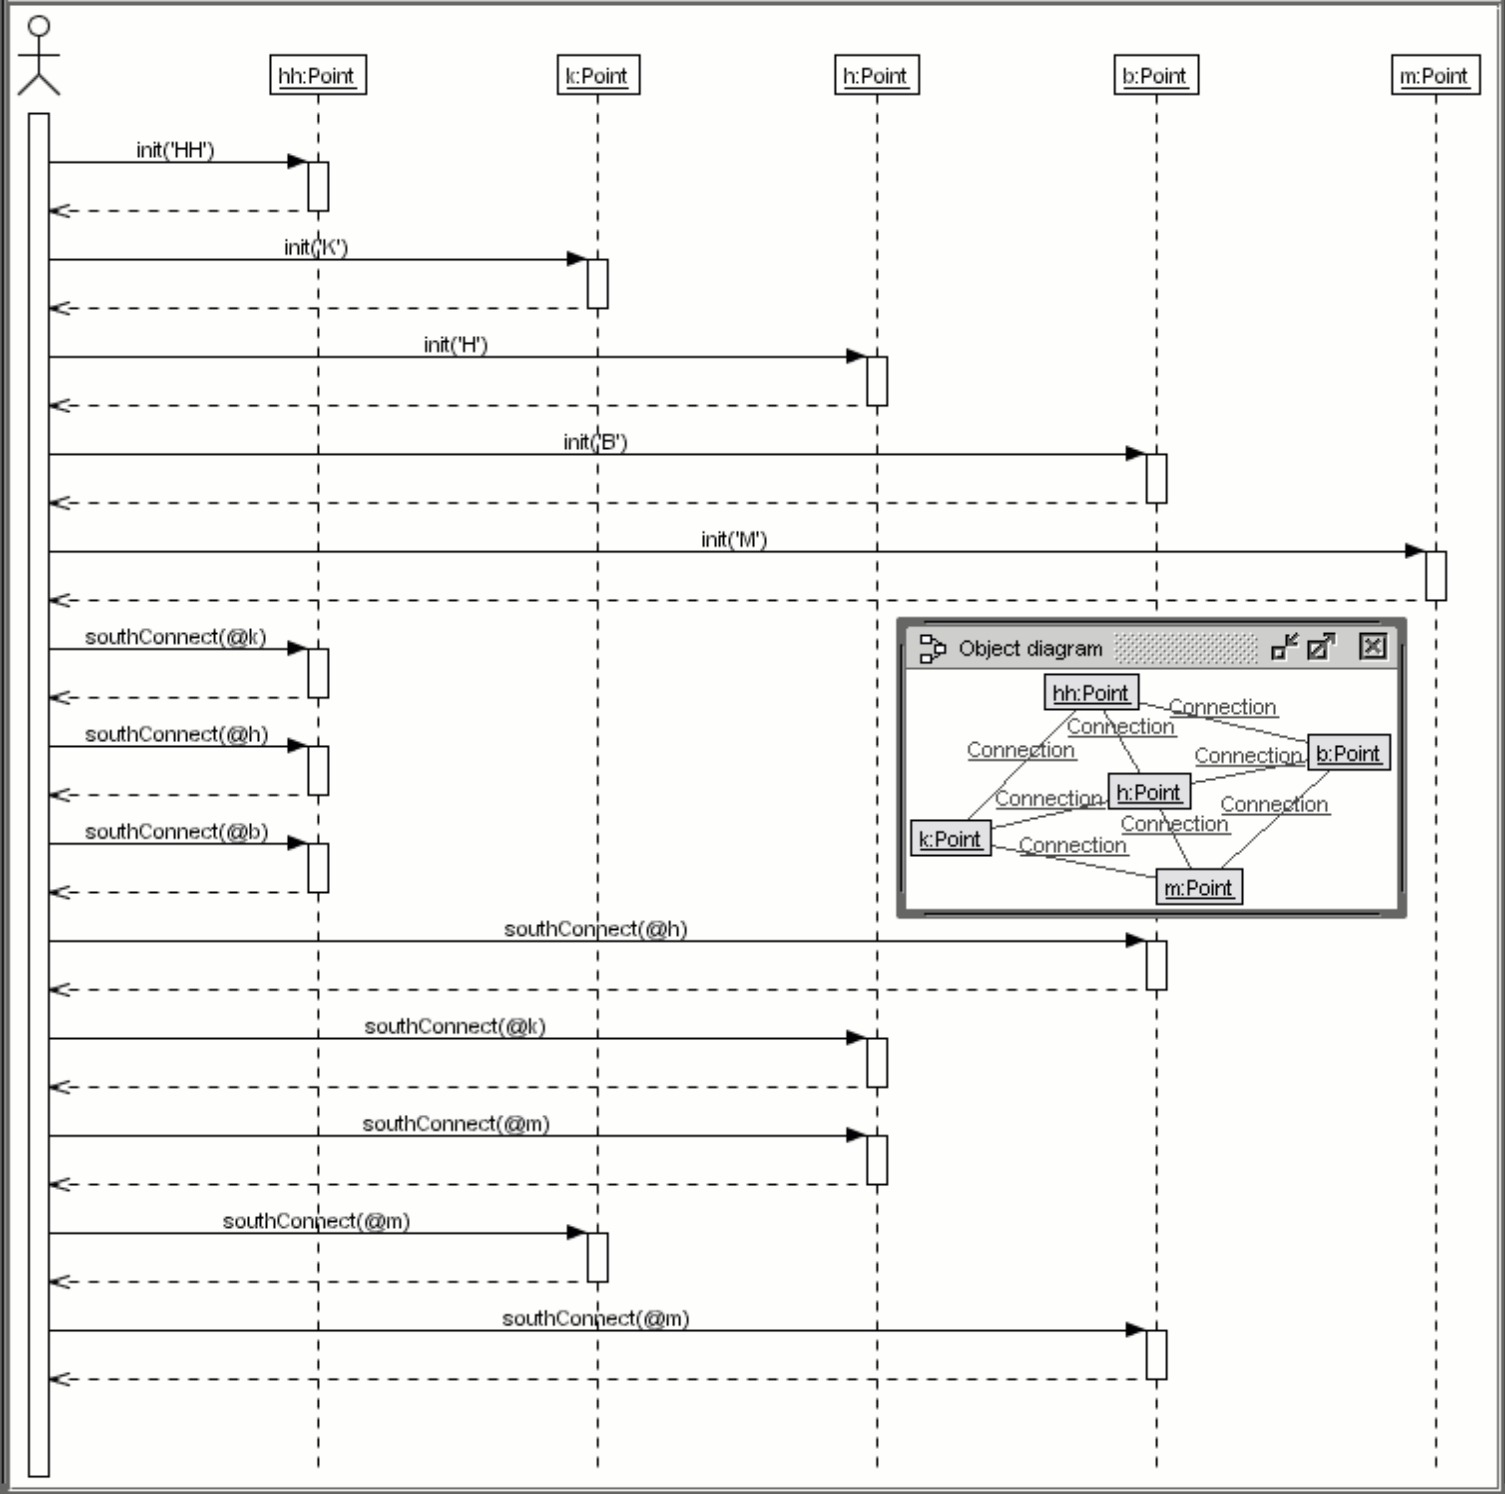 hh:Point k:Point h:Point b:Point m:Point
init('HH')
init('K')
init('H')
init('B')
init('M')
southConnect(@k)
southConnect(@h)
southConnect(@b)
Object diagram
hh:Point
Connection
Connection
Connection
Connection
b:Point
h:Point
Connection
Connection
Connection
k:Point
Connection
m:Point
southConnect(@h)
southConnect(@k)
southConnect(@m)
southConnect(@m)
southConnect(@m)